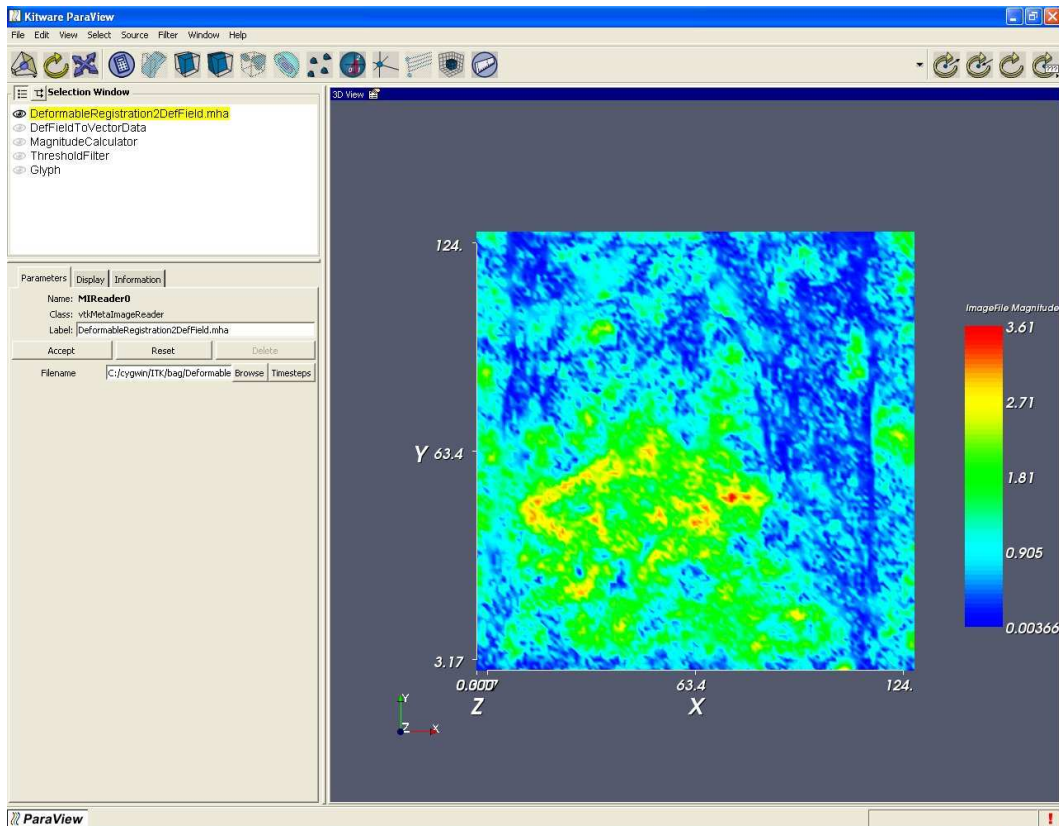 Kitware ParaView
File Edit View Select Source Filter Window Help
Selection Window
DeformableRegistration2DefField.mha
DefFieldToVectorData
MagnitudeCalculator
ThresholdFilter
Glyph
Parameters Display Information
Name: MIReader0
Class: vtkMetaImageReader
Label: DeformableRegistration2DefField.mha
Accept Reset Delete
Filename C:/cygwin/ITK/bag/Deformable Browse Timesteps
3D View
124.
Y 63.4
3.17
63.4 124.
Z X
Y
Z X
ImageFile Magnitude
3.61
2.71
1.81
0.905
0.00366
ParaView